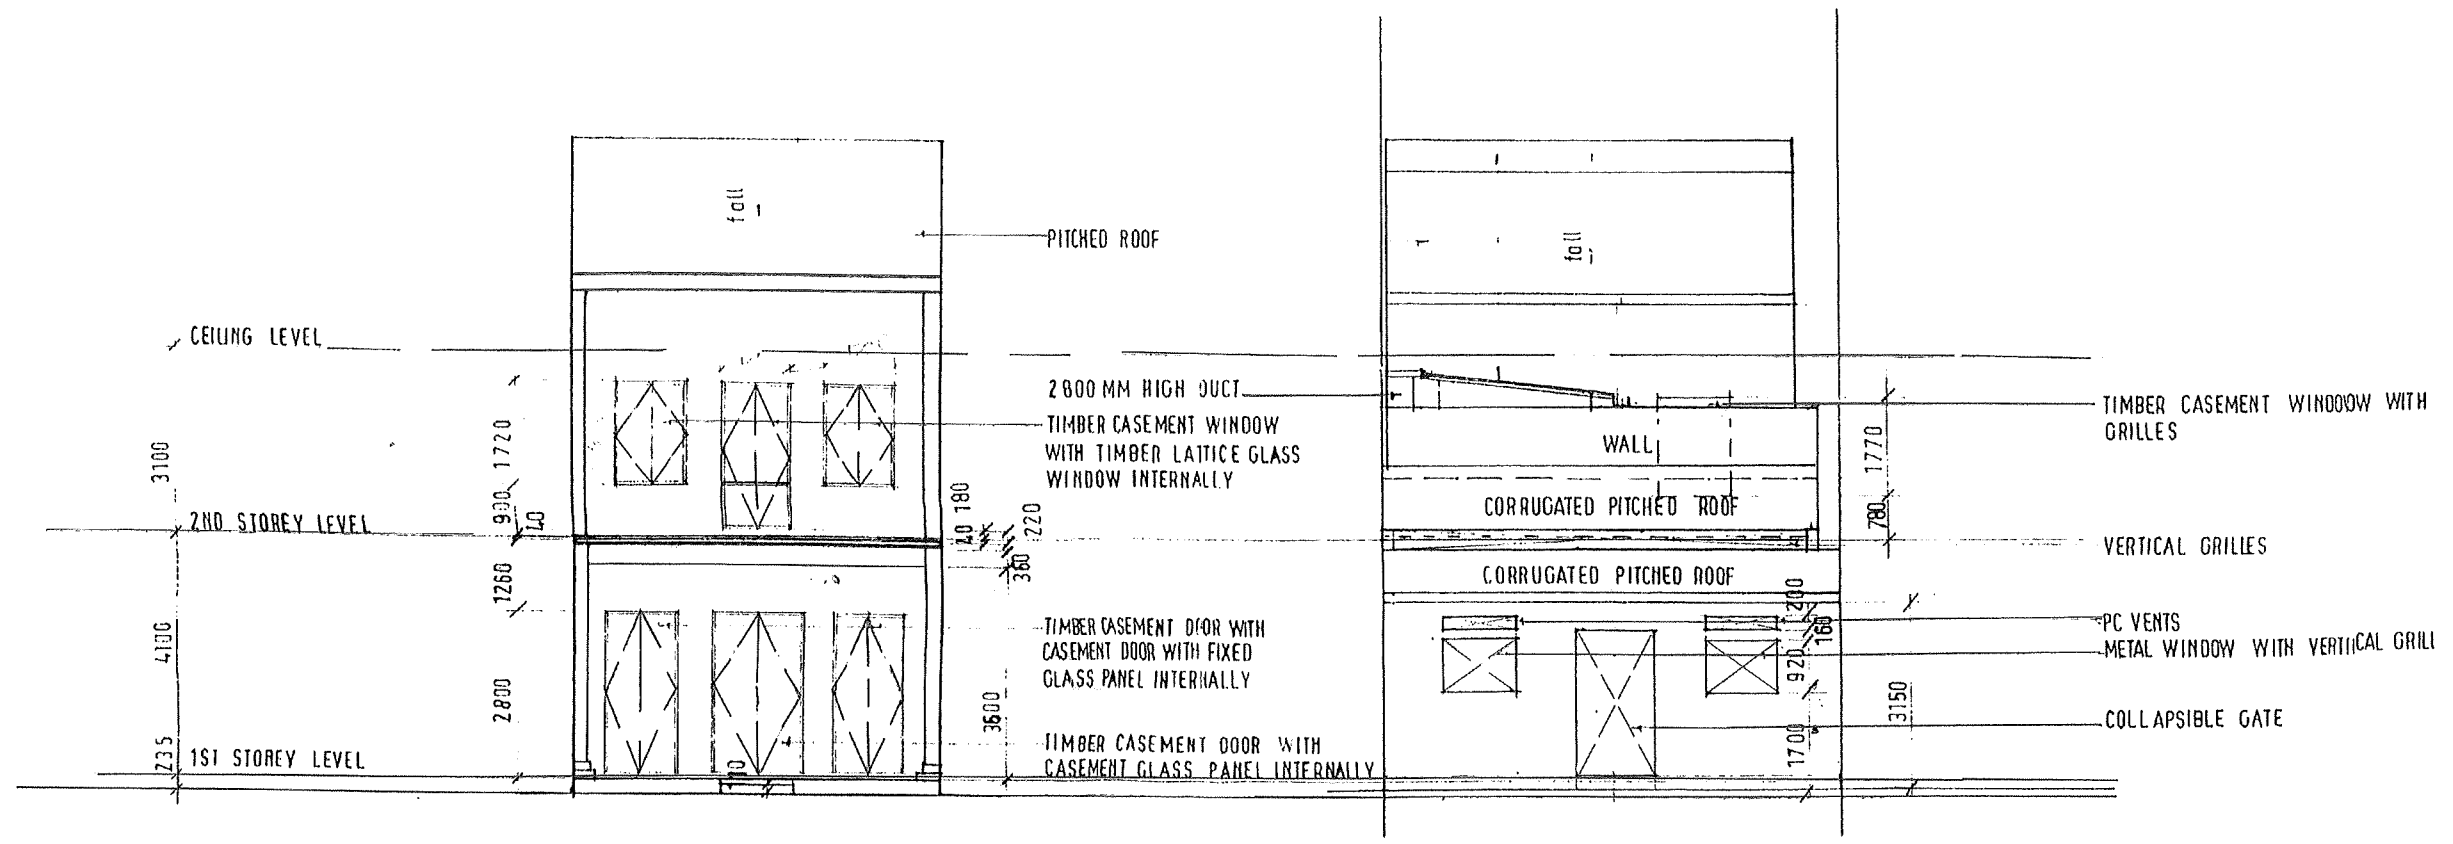 fall
PITCHED ROOF
CEILING LEVEL
3100
2ND STOREY LEVEL
4100
235
1ST STOREY LEVEL
1720
900
40
1260
2800
180
40
220
360
3600
10
2800 MM HIGH DUCT
TIMBER CASEMENT WINDOW
WITH TIMBER LATTICE GLASS
WINDOW INTERNALLY
TIMBER CASEMENT DOOR WITH
CASEMENT DOOR WITH FIXED
GLASS PANEL INTERNALLY
TIMBER CASEMENT DOOR WITH
CASEMENT GLASS PANEL INTERNALLY
fall
WALL
CORRUGATED PITCHED ROOF
CORRUGATED PITCHED ROOF
1770
780
200
160
920
1700
3150
TIMBER CASEMENT WINDOOW WITH
GRILLES
VERTICAL GRILLES
PC VENTS
METAL WINDOW WITH VERTICAL GRILL
COLLAPSIBLE GATE